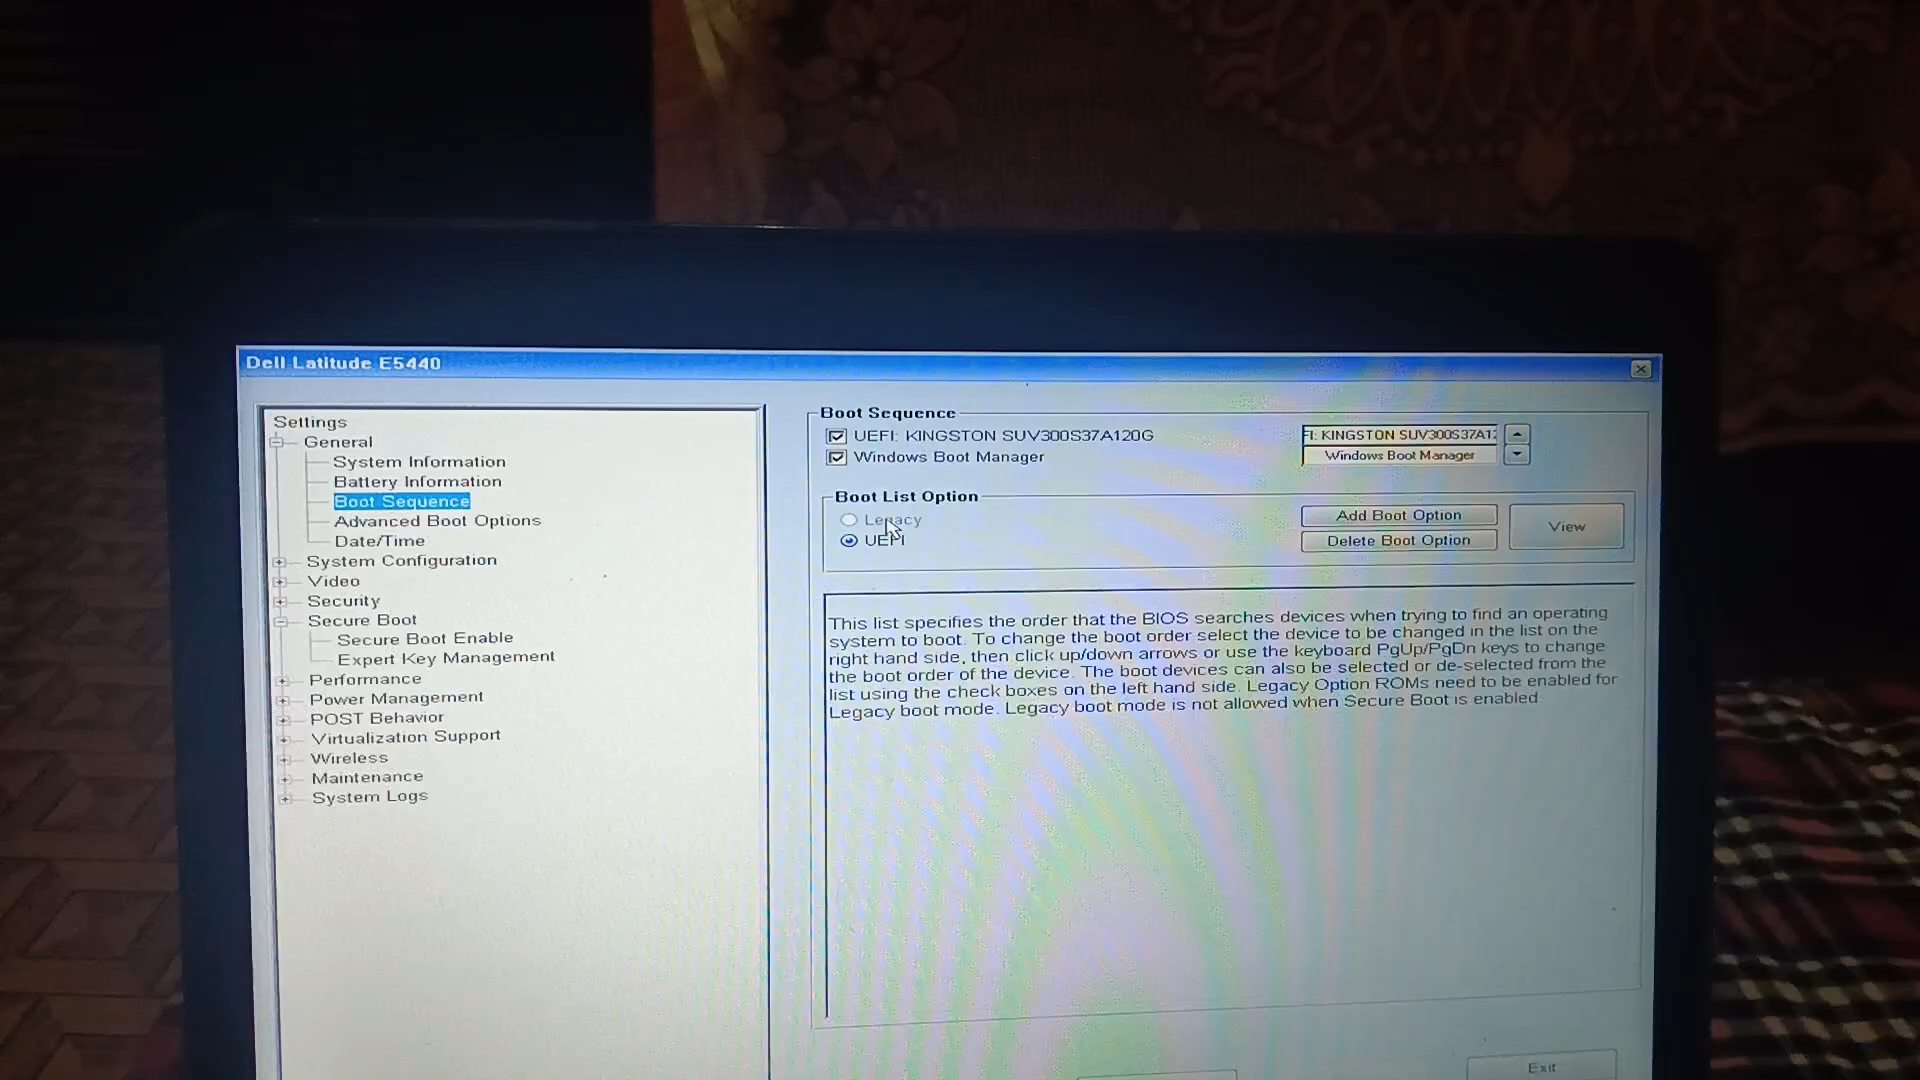 Dell Latitude E5440
Settings
General
System Information
Battery Information
Boot Sequence
Advanced Boot Options
Date/Time
System Configuration
Video
Security
Secure Boot
Secure Boot Enable
Expert Key Management
Performance
Power Management
POST Behavior
Virtualization Support
Wireless
Maintenance
System Logs
Boot Sequence
UEFI: KINGSTON SUV300S37A120G
Windows Boot Manager
FI: KINGSTON SUV300S37A12
Windows Boot Manager
Boot List Option
Legacy
UEFI
Add Boot Option
Delete Boot Option
View
This list specifies the order that the BIOS searches devices when trying to find an operating
system to boot. To change the boot order select the device to be changed in the list on the
right hand side, then click up/down arrows or use the keyboard PgUp/PgDn keys to change
the boot order of the device. The boot devices can also be selected or de-selected from the
list using the check boxes on the left hand side. Legacy Option ROMs need to be enabled for
Legacy boot mode. Legacy boot mode is not allowed when Secure Boot is enabled.
Exit